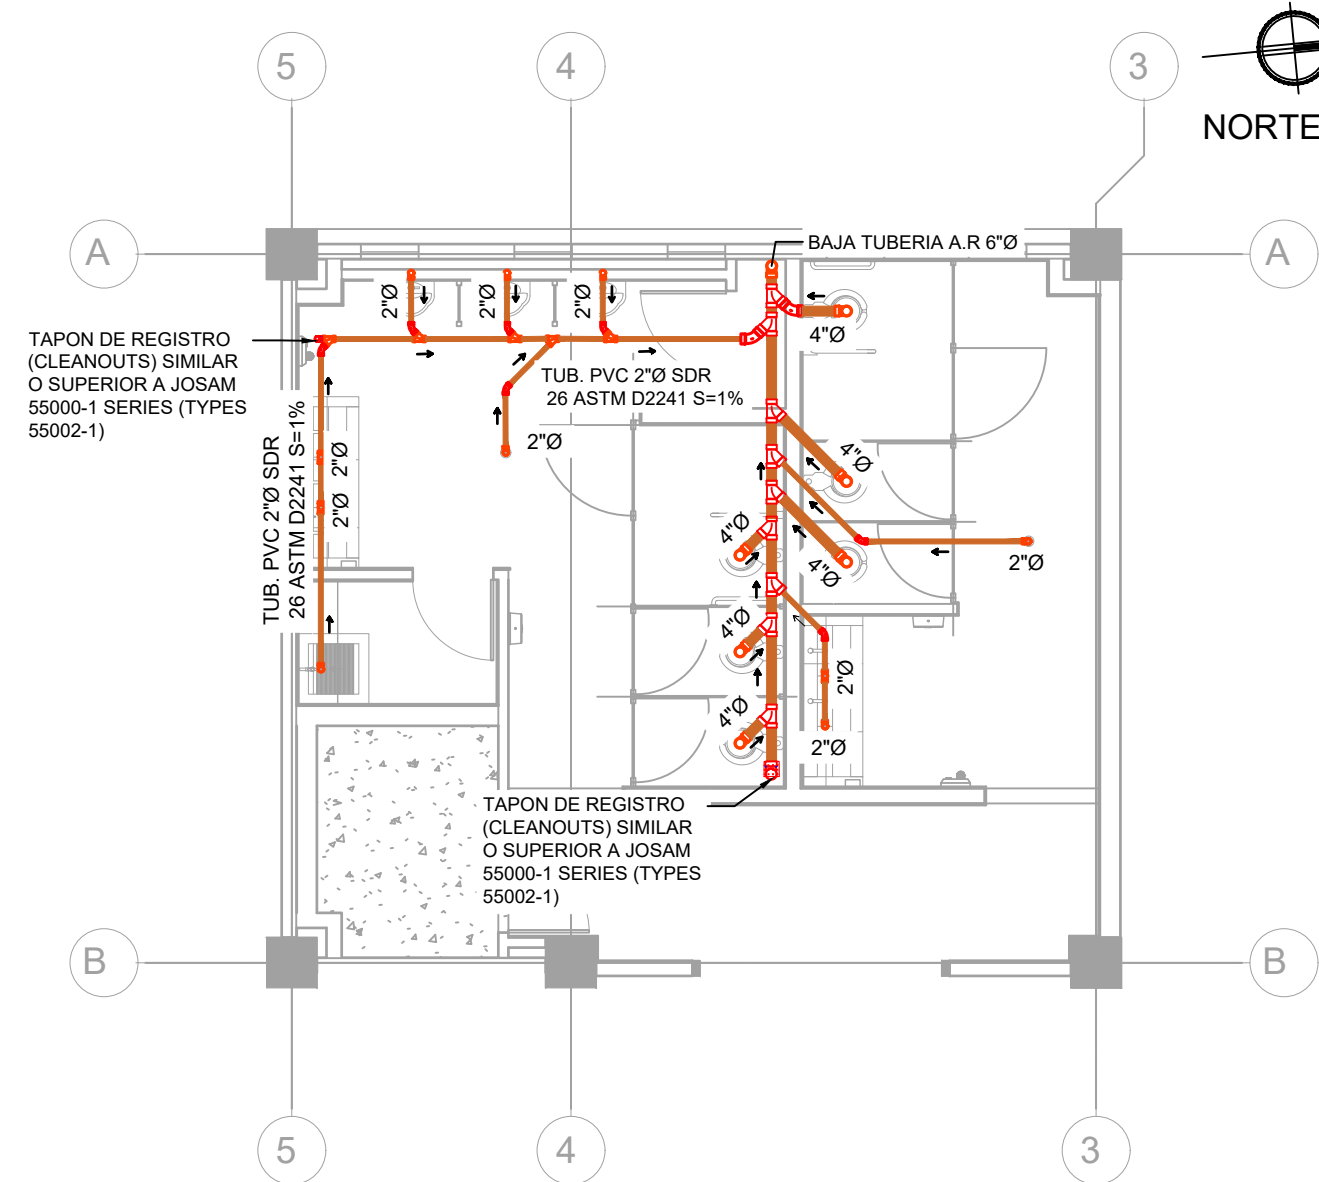 5
4
3
NORTE
A
BAJA TUBERIA A.R 6"Ø
A
2"Ø
2"Ø
2"Ø
4"Ø
TAPON DE REGISTRO
(CLEANOUTS) SIMILAR
O SUPERIOR A JOSAM
55000-1 SERIES (TYPES
55002-1)
TUB. PVC 2"Ø SDR
26 ASTM D2241 S=1%
TUB. PVC 2"Ø SDR
26 ASTM D2241 S=1%
2"Ø
2"Ø
2"Ø
4"Ø
4"Ø
4"Ø
2"Ø
4"Ø
2"Ø
4"Ø
2"Ø
TAPON DE REGISTRO
(CLEANOUTS) SIMILAR
O SUPERIOR A JOSAM
55000-1 SERIES (TYPES
55002-1)
B
B
5
4
3